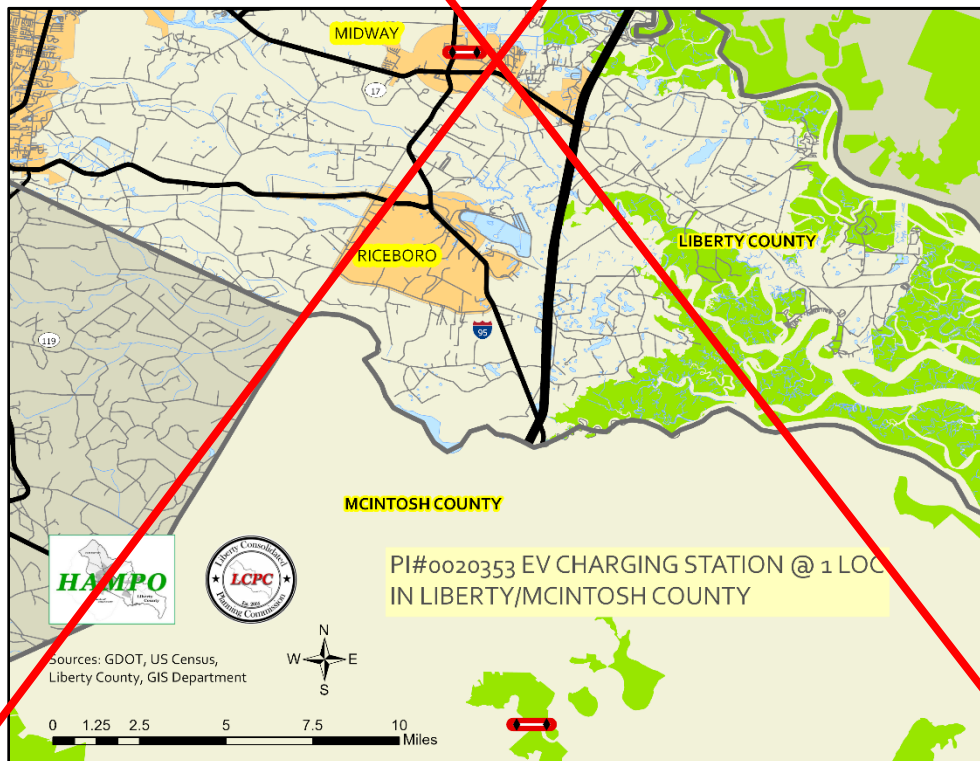 MIDWAY
17
LIBERTY COUNTY
RICEBORO
95
119
MCINTOSH COUNTY
HAMPO
Liberty Consolidated
LCPC
Planning Commission
PI#0020353 EV CHARGING STATION @ 1 LOC
IN LIBERTY/MCINTOSH COUNTY
N
W E
S
Sources: GDOT, US Census,
Liberty County, GIS Department
0 1.25 2.5 5 7.5 10
Miles